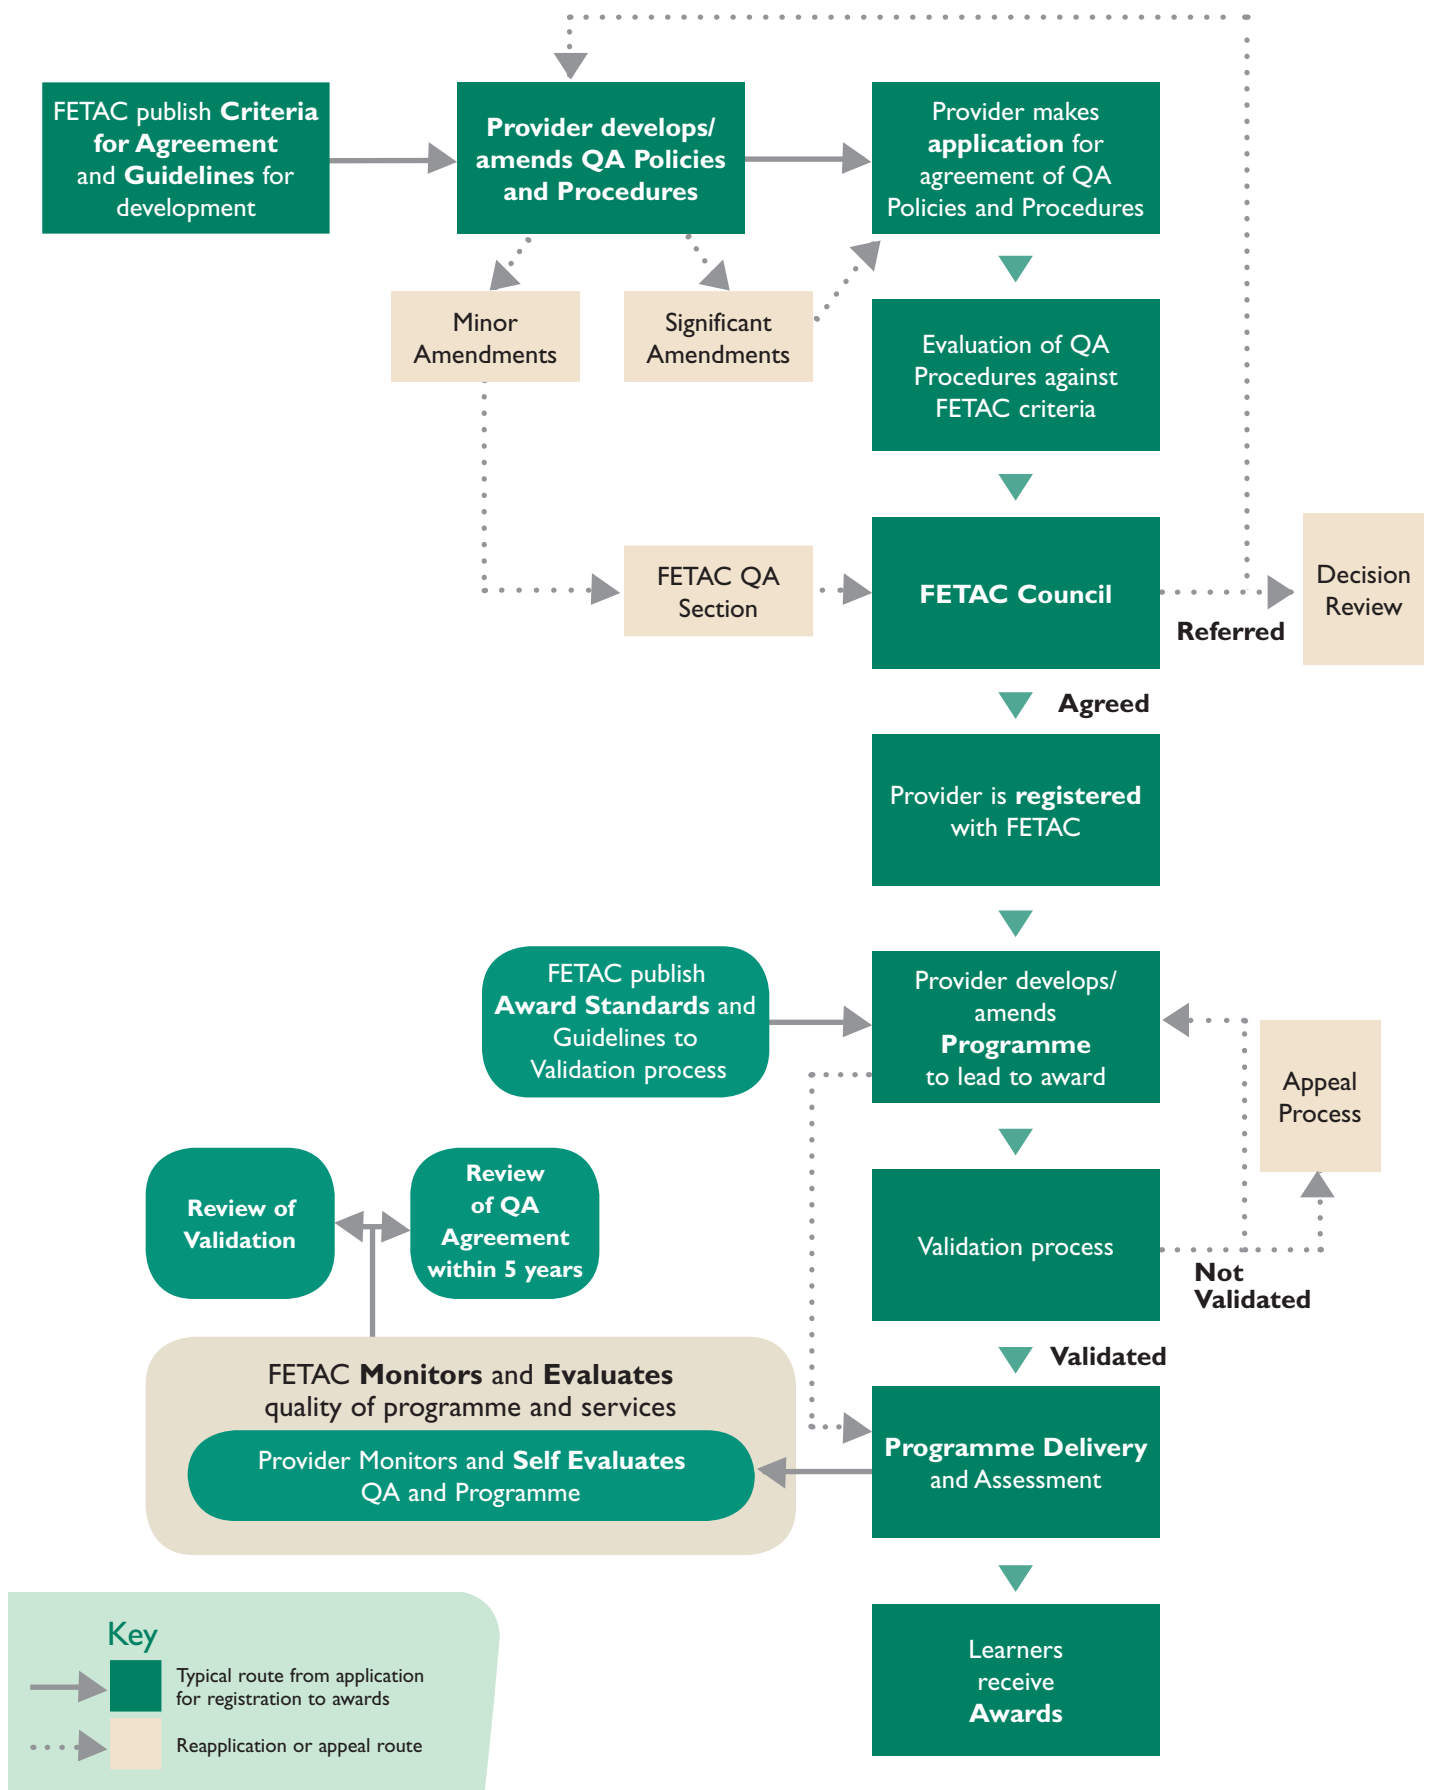 FETAC publish Criteria
for Agreement
and Guidelines for
development
Provider develops/
amends QA Policies
and Procedures
Provider makes
application for
agreement of QA
Policies and Procedures
Minor
Amendments
Significant
Amendments
Evaluation of QA
Procedures against
FETAC criteria
FETAC QA
Section
FETAC Council
Referred
Decision
Review
Agreed
Provider is registered
with FETAC
FETAC publish
Award Standards and
Guidelines to
Validation process
Provider develops/
amends
Programme
to lead to award
Appeal
Process
Review of
Validation
Review
of QA
Agreement
within 5 years
Validation process
Not
Validated
Validated
FETAC Monitors and Evaluates
quality of programme and services
Provider Monitors and Self Evaluates
QA and Programme
Programme Delivery
and Assessment
Learners
receive
Awards
Key
Typical route from application
for registration to awards
Reapplication or appeal route